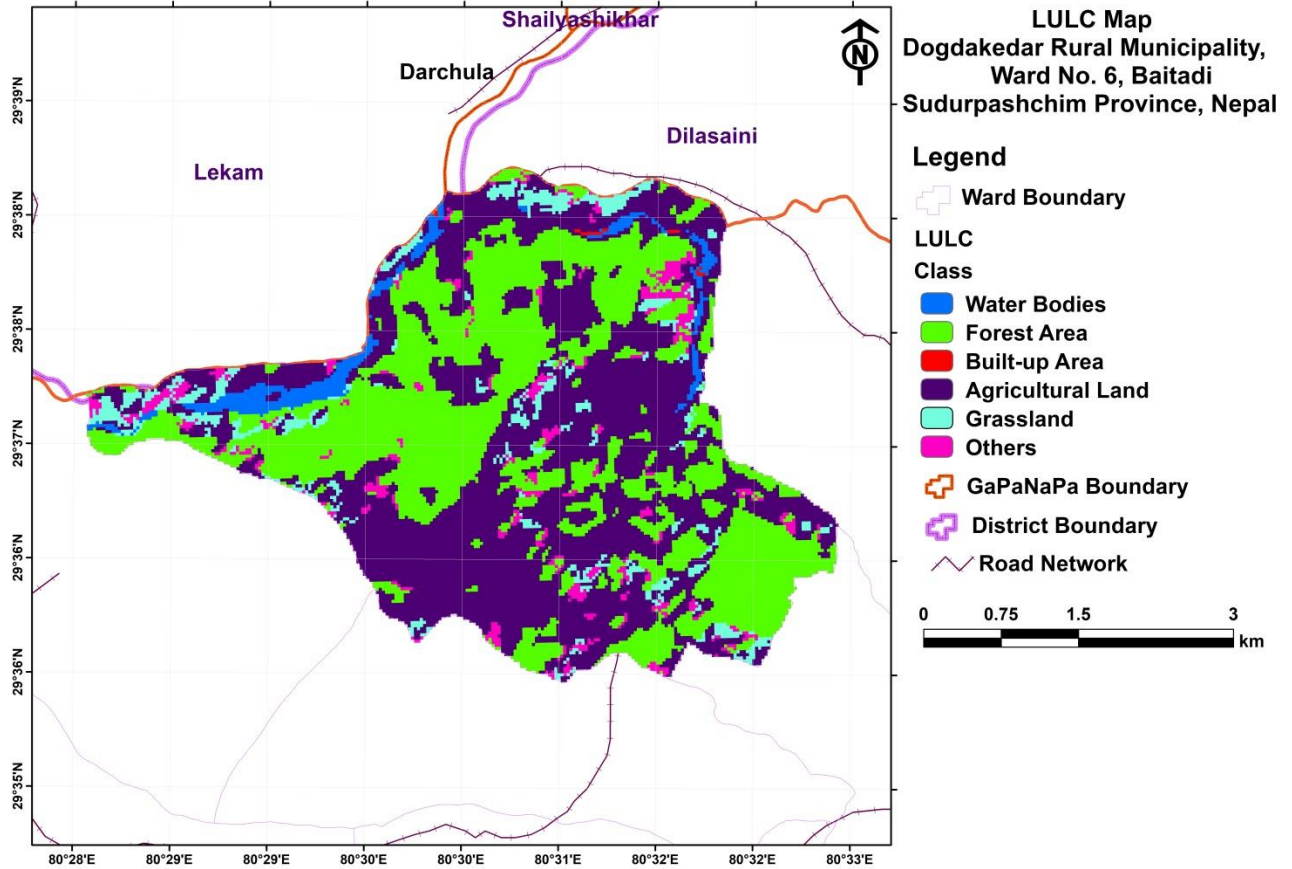 LULC Map
Dogdakedar Rural Municipality,
Ward No. 6, Baitadi
Sudurpashchim Province, Nepal
Legend
Ward Boundary
LULC
Class
Water Bodies
Forest Area
Built-up Area
Agricultural Land
Grassland
Others
GaPaNaPa Boundary
District Boundary
Road Network
0 0.75 1.5 3
km
Shailyashikhar
Darchula
N
Dilasaini
Lekam
29°39'N
29°38'N
29°38'N
29°37'N
29°36'N
29°36'N
29°35'N
80°28'E 80°29'E 80°29'E 80°30'E 80°30'E 80°31'E 80°32'E 80°32'E 80°33'E